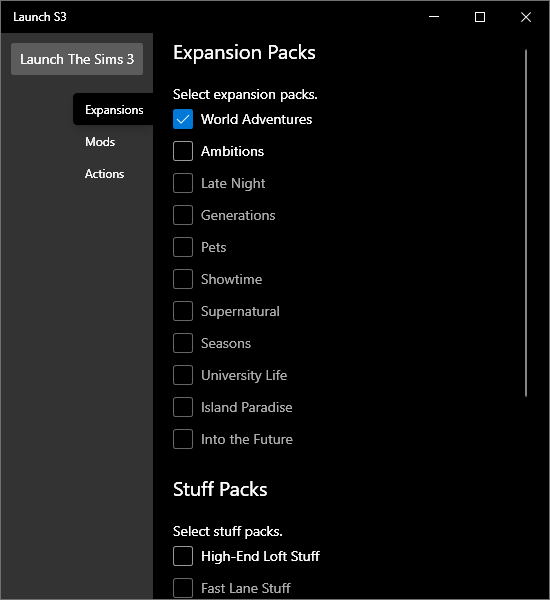 Launch S3
Launch The Sims 3
Expansions
Mods
Actions
Expansion Packs
Select expansion packs.
World Adventures
Ambitions
Late Night
Generations
Pets
Showtime
Supernatural
Seasons
University Life
Island Paradise
Into the Future
Stuff Packs
Select stuff packs.
High-End Loft Stuff
Fast Lane Stuff